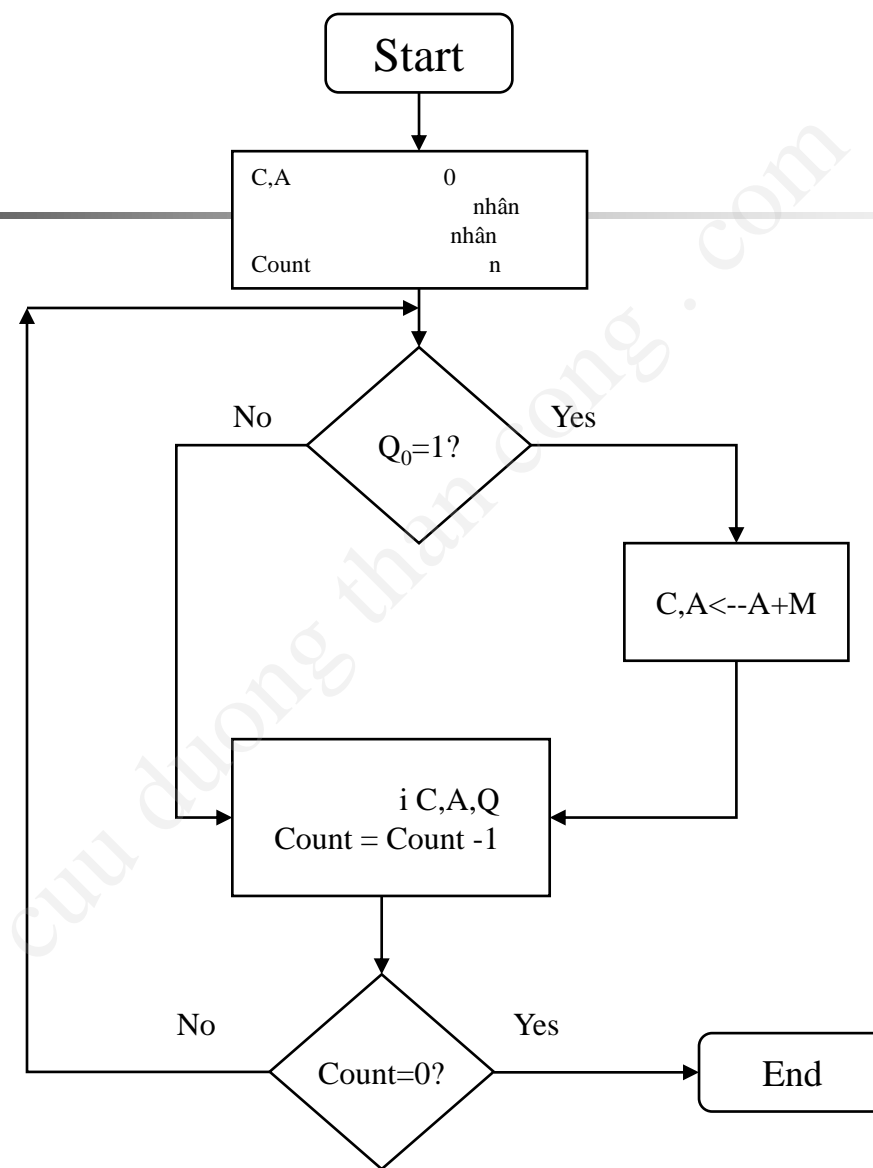 Start
C,A 0
nhân
nhân
Count n
No
Yes
Q₀=1?
C,A<--A+M
i C,A,Q
Count = Count -1
No
Yes
Count=0?
End
cuu duong than cong . com